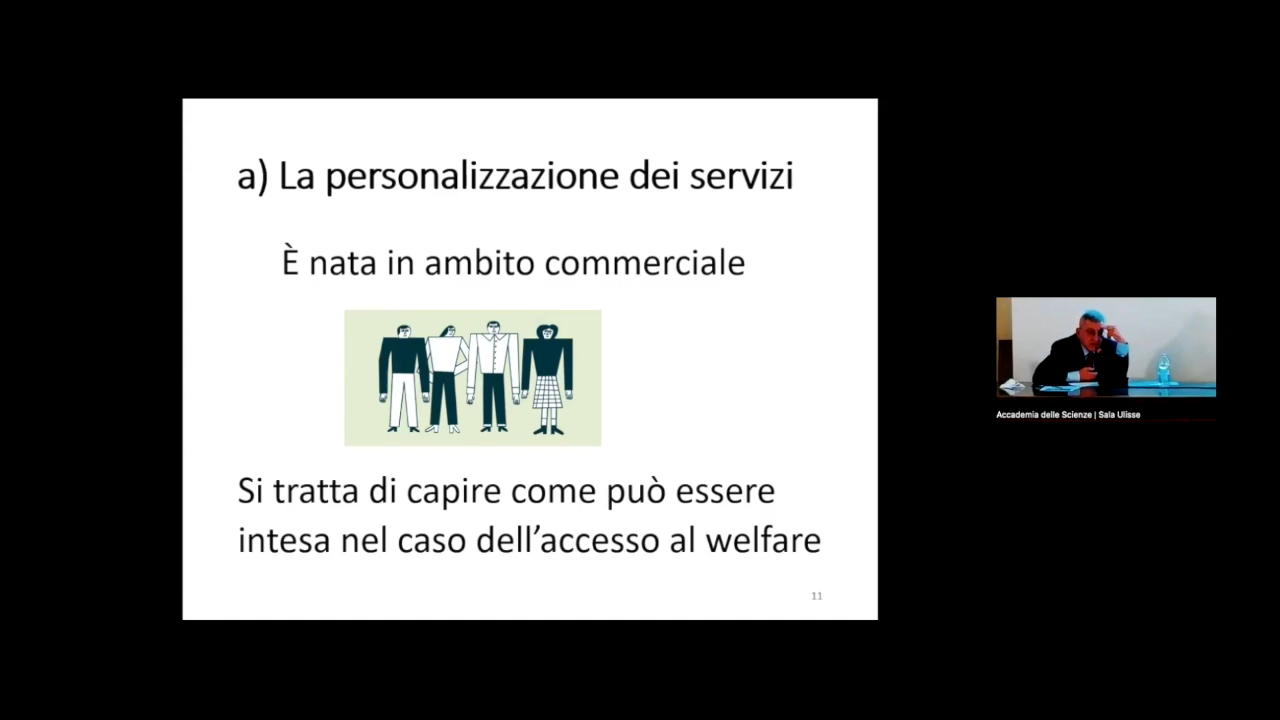 a) La personalizzazione dei servizi
È nata in ambito commerciale
Si tratta di capire come può essere
intesa nel caso dell’accesso al welfare
11
Accademia delle Scienze | Sala Ulisse